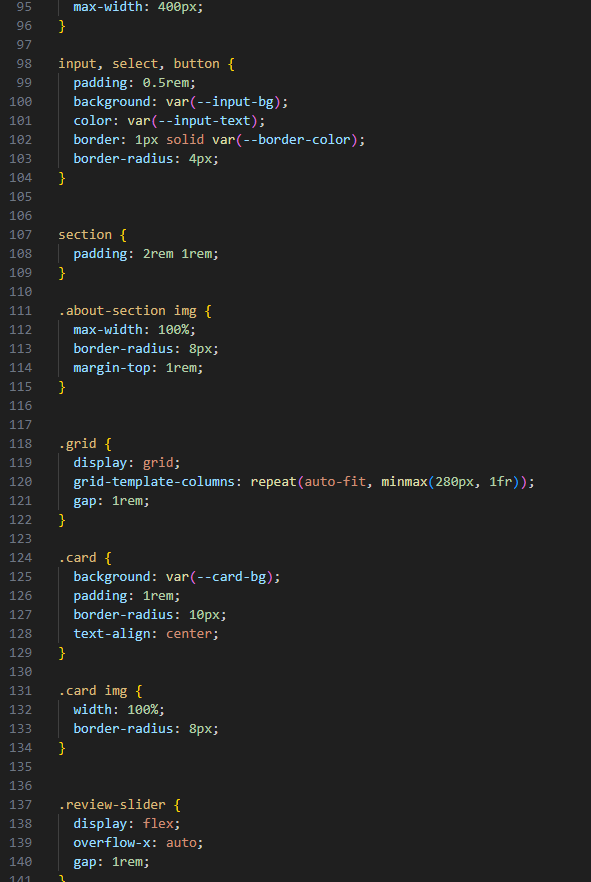 95 max-width: 400px;
96 }
97
98 input, select, button {
99 padding: 0.5rem;
100 background: var(--input-bg);
101 color: var(--input-text);
102 border: 1px solid var(--border-color);
103 border-radius: 4px;
104 }
105
106
107 section {
108 padding: 2rem 1rem;
109 }
110
111 .about-section img {
112 max-width: 100%;
113 border-radius: 8px;
114 margin-top: 1rem;
115 }
116
117
118 .grid {
119 display: grid;
120 grid-template-columns: repeat(auto-fit, minmax(280px, 1fr));
121 gap: 1rem;
122 }
123
124 .card {
125 background: var(--card-bg);
126 padding: 1rem;
127 border-radius: 10px;
128 text-align: center;
129 }
130
131 .card img {
132 width: 100%;
133 border-radius: 8px;
134 }
135
136
137 .review-slider {
138 display: flex;
139 overflow-x: auto;
140 gap: 1rem;
141 }